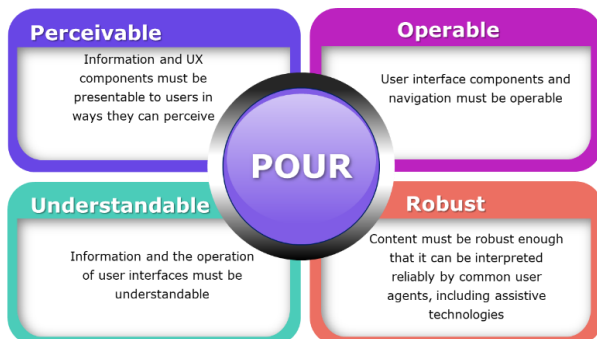 Perceivable
Information and UX
components must be
presentable to users in
ways they can perceive
Operable
User interface components and
navigation must be operable
POUR
Understandable
Information and the operation
of user interfaces must be
understandable
Robust
Content must be robust enough
that it can be interpreted
reliably by common user
agents, including assistive
technologies